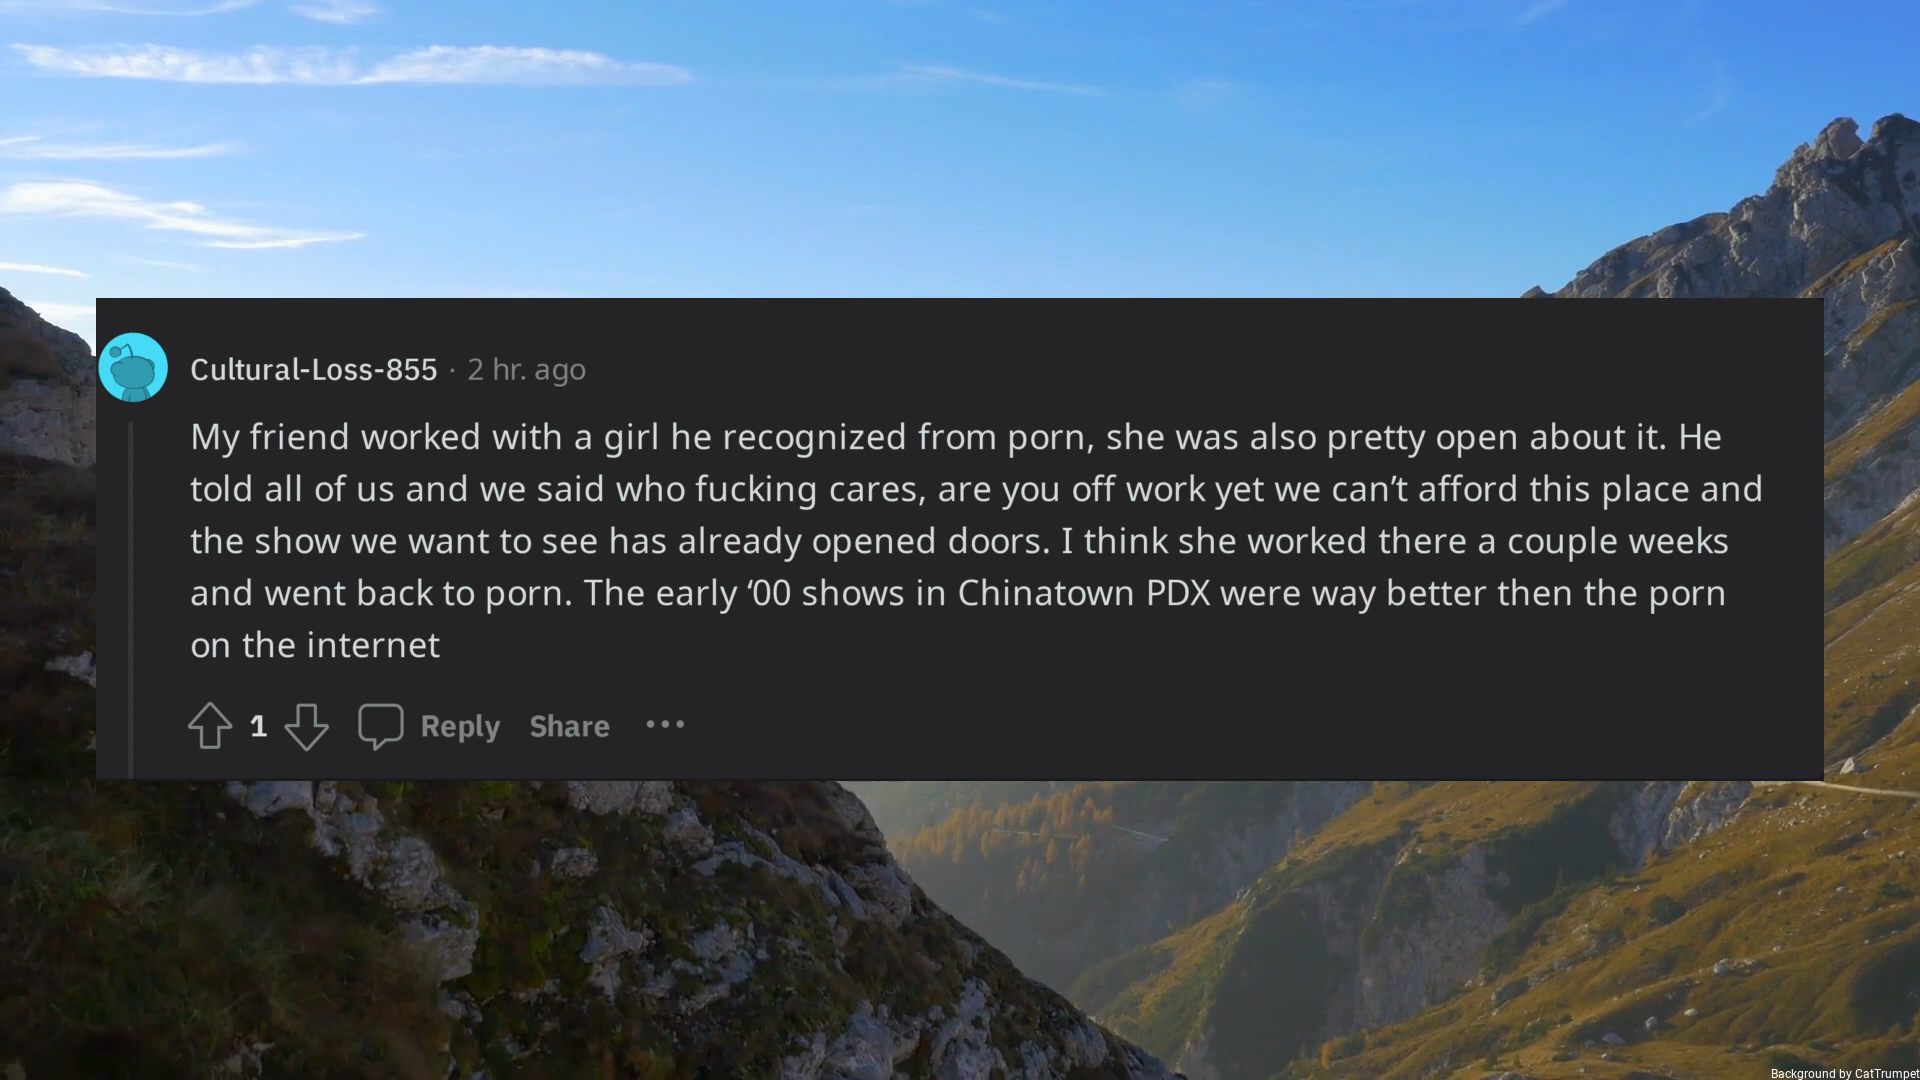 Cultural-Loss-855 · 2 hr. ago
My friend worked with a girl he recognized from porn, she was also pretty open about it. He
told all of us and we said who fucking cares, are you off work yet we can’t afford this place and
the show we want to see has already opened doors. I think she worked there a couple weeks
and went back to porn. The early ‘00 shows in Chinatown PDX were way better then the porn
on the internet
1 Reply Share ···
Background by CatTrumpet